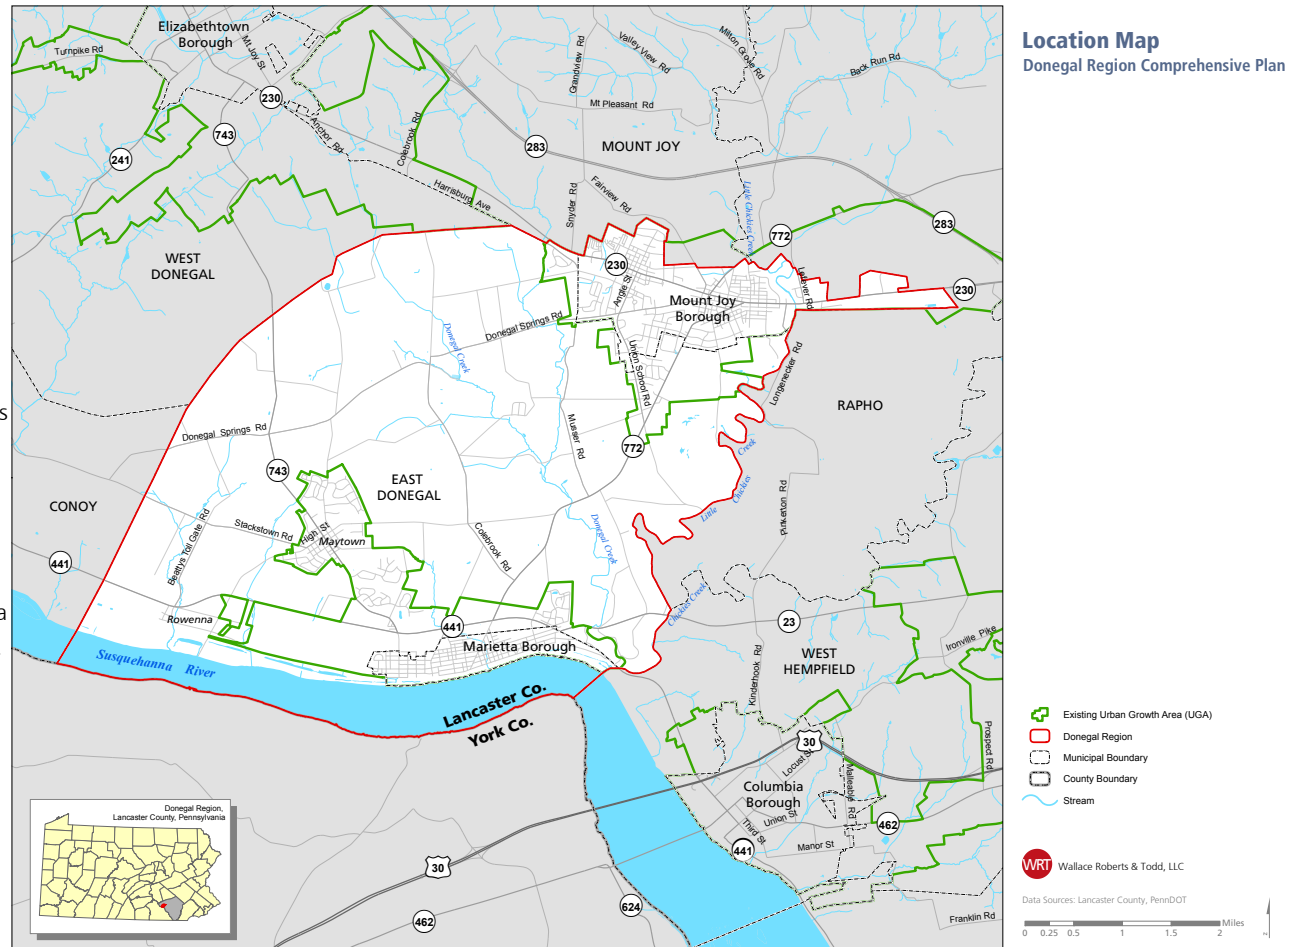 Location Map
Donegal Region Comprehensive Plan
Elizabethtown
Borough
Turnpike Rd
Mt Joy St
230
Anchor Rd
743
241
Colebrook Rd
Harrisburg Ave
Grandview Rd
Valley View Rd
Milton Grove Rd
Back Run Rd
Mt Pleasant Rd
283
MOUNT JOY
Snyder Rd
Fairview Rd
Little Chickies Creek
772
283
WEST
DONEGAL
230
Angle St
Mount Joy
Borough
Lefever Rd
230
Donegal Springs Rd
Donegal Creek
Union School Rd
Longenecker Rd
RAPHO
s
Donegal Springs Rd
Musser Rd
772
743
EAST
DONEGAL
Little
Chickies
Creek
Pinkerton Rd
CONOY
Beattys Toll Gate Rd
Stackstown Rd
High St
Maytown
Colebrook Rd
Donegal Creek
441
Chickies Creek
a
Rowenna
441
23
Marietta Borough
WEST
HEMPFIELD
Ironville Pike
Susquehanna River
Kinderhook Rd
Lancaster Co.
York Co.
Prospect Rd
30
Locust St
Malleable Rd
Columbia
Borough
Union St
Third St
462
441
Manor St
30
624
462
Franklin Rd
Donegal Region,
Lancaster County, Pennsylvania
Existing Urban Growth Area (UGA)
Donegal Region
Municipal Boundary
County Boundary
Stream
WRT
Wallace Roberts & Todd, LLC
Data Sources: Lancaster County, PennDOT
Miles
0 0.25 0.5 1 2